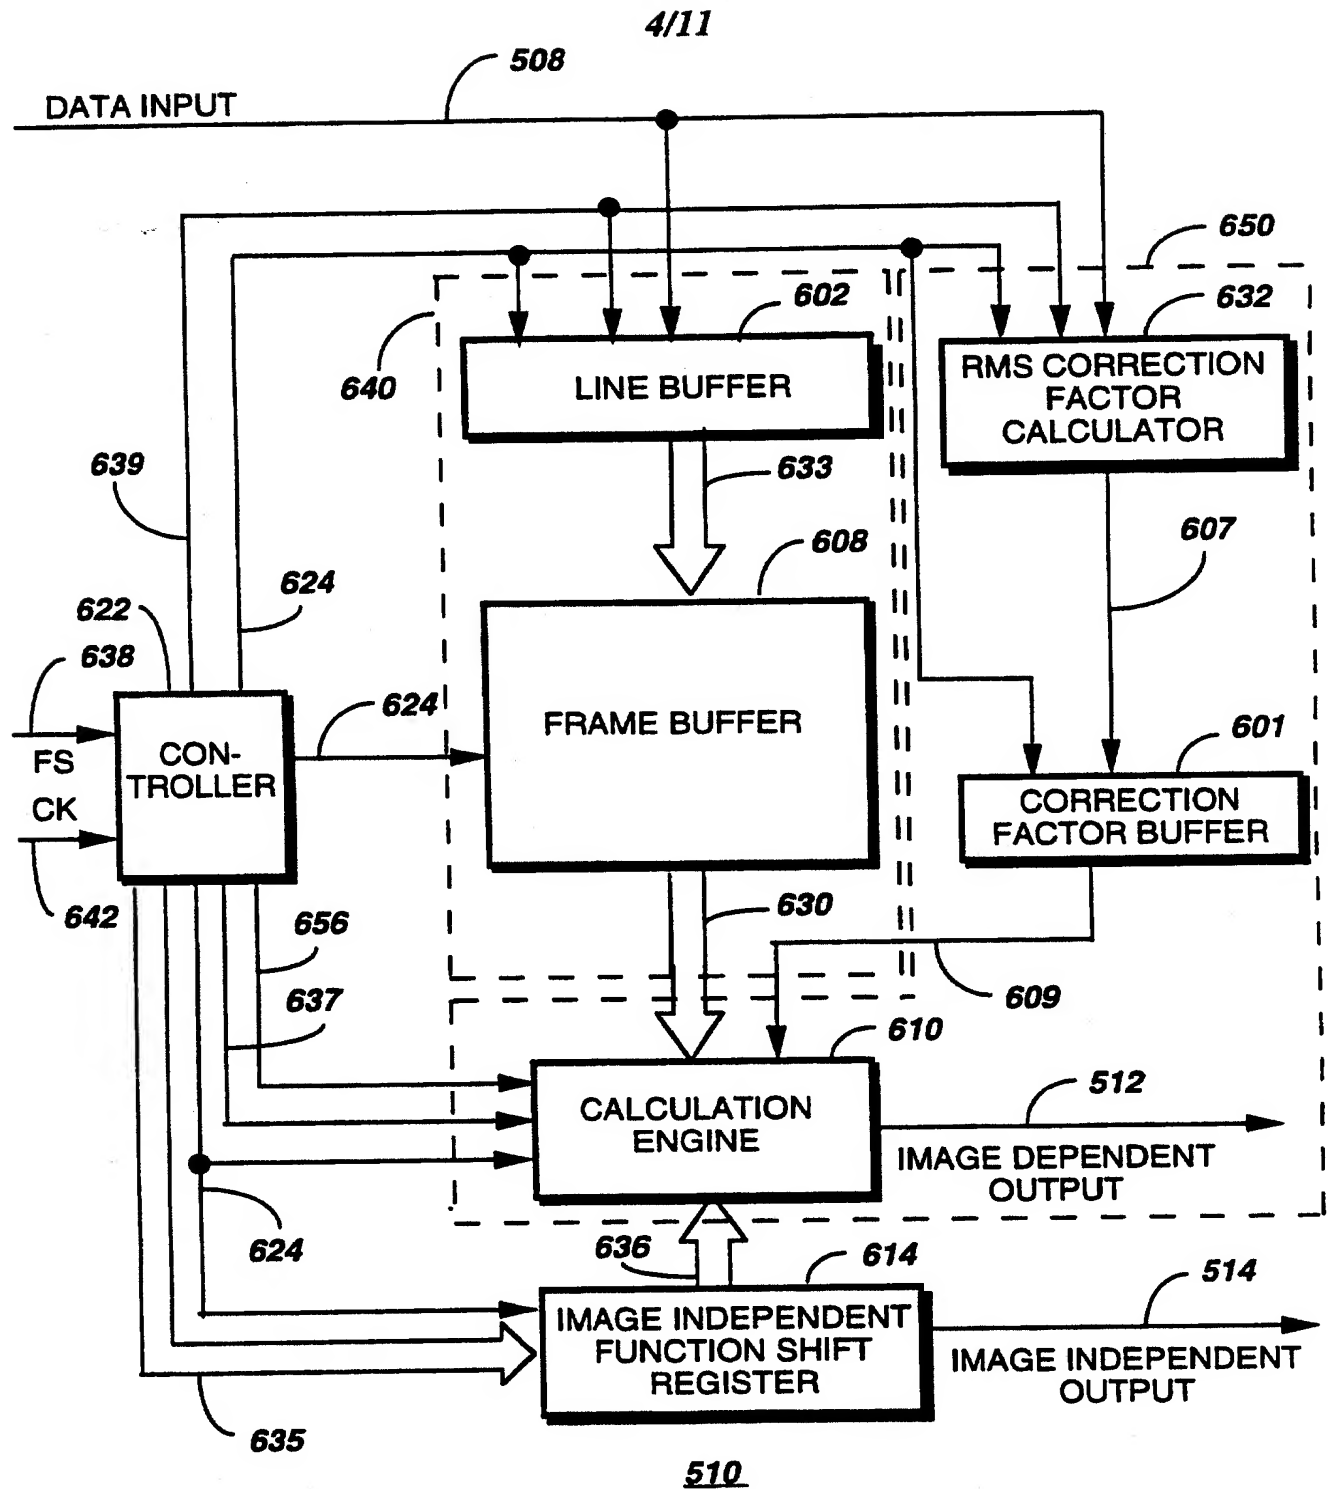 4/11
508
DATA INPUT
650
602
632
640
LINE BUFFER
RMS CORRECTION
FACTOR
CALCULATOR
639
633
607
608
624
622
638
624
FRAME BUFFER
601
FS
CON-
TROLLER
CK
CORRECTION
FACTOR BUFFER
642
656
630
637
609
610
512
CALCULATION
ENGINE
IMAGE DEPENDENT
OUTPUT
624
636
614
514
IMAGE INDEPENDENT
FUNCTION SHIFT
REGISTER
IMAGE INDEPENDENT
OUTPUT
635
510